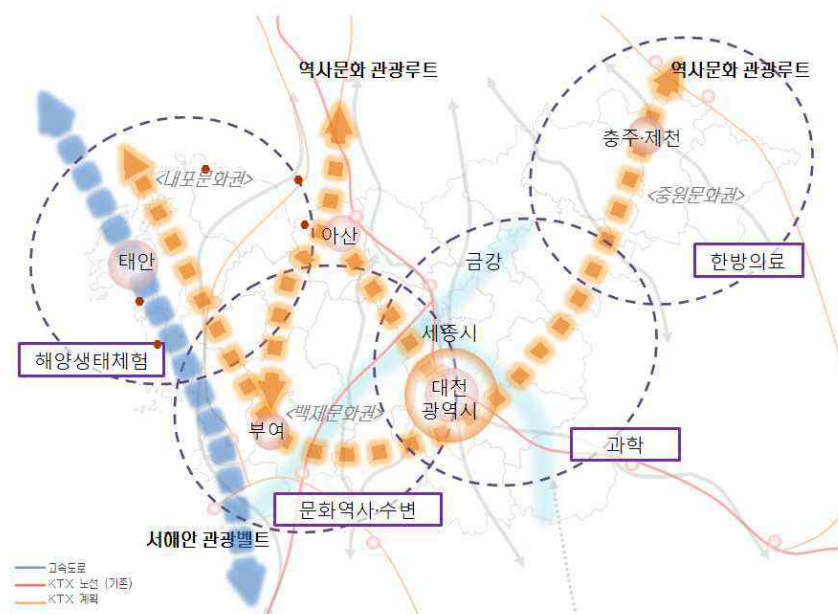 역사문화 관광루트
역사문화 관광루트
충주·제천
<내포문화권>
<중원문화권>
아산
태안
금강
한방의료
세종시
해양생태체험
대전
광역시
<백제문화권>
부여
과학
문화역사·수변
서해안 관광벨트
고속도로
KTX 노선 (기존)
KTX 계획